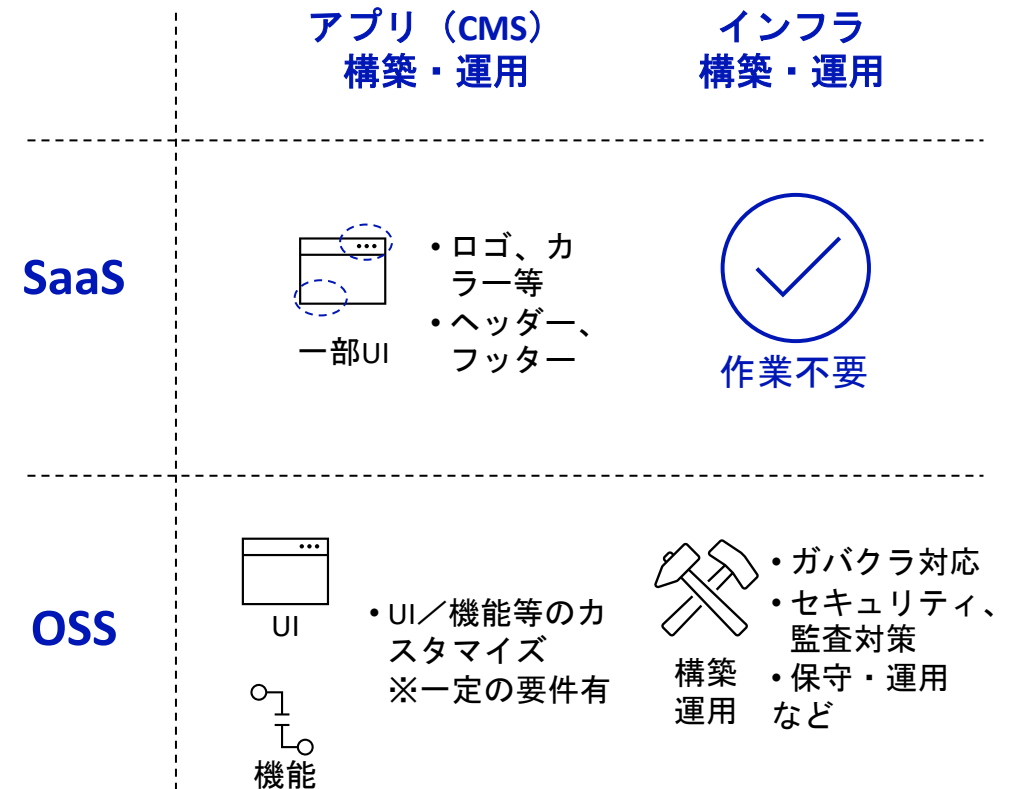 アプリ（CMS）
構築・運用
インフラ
構築・運用
SaaS
一部UI
・ロゴ、カ
ラー等
・ヘッダー、
フッター
作業不要
OSS
UI
機能
・UI／機能等のカ
スタマイズ
※一定の要件有
構築
運用
・ガバクラ対応
・セキュリティ、
監査対策
・保守・運用
など